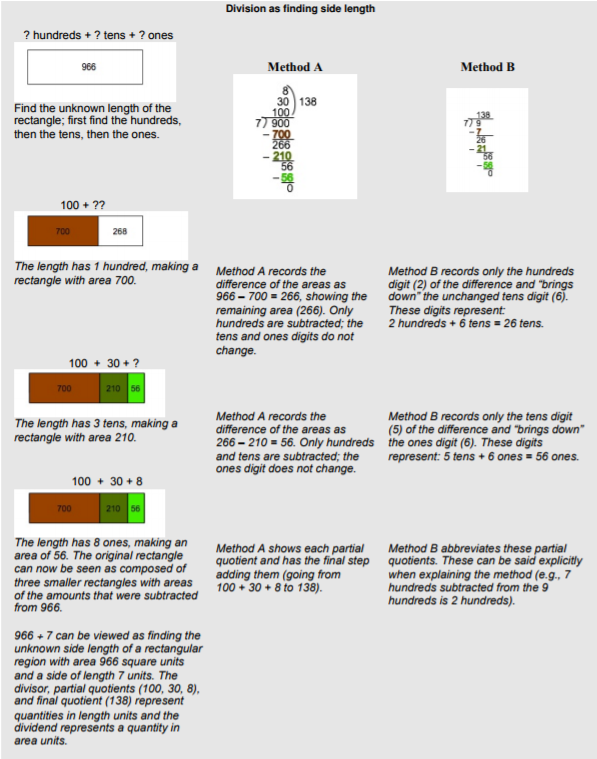 Division as finding side length
? hundreds + ? tens + ? ones
966
Find the unknown length of the
rectangle; first find the hundreds,
then the tens, then the ones.
Method A
8
30 138
100
7)900
– 700
266
– 210
56
– 56
0
Method B
138
7)9
– 7
26
– 21
56
– 56
0
100 + ??
700 268
The length has 1 hundred, making a
rectangle with area 700.
Method A records the
difference of the areas as
966 – 700 = 266, showing the
remaining area (266). Only
hundreds are subtracted; the
tens and ones digits do not
change.
Method B records only the hundreds
digit (2) of the difference and “brings
down” the unchanged tens digit (6).
These digits represent:
2 hundreds + 6 tens = 26 tens.
100 + 30 + ?
700 210 56
The length has 3 tens, making a
rectangle with area 210.
Method A records the
difference of the areas as
266 – 210 = 56. Only hundreds
and tens are subtracted; the
ones digit does not change.
Method B records only the tens digit
(5) of the difference and “brings down”
the ones digit (6). These digits
represent: 5 tens + 6 ones = 56 ones.
100 + 30 + 8
700 210 56
The length has 8 ones, making an
area of 56. The original rectangle
can now be seen as composed of
three smaller rectangles with areas
of the amounts that were subtracted
from 966.
Method A shows each partial
quotient and has the final step
adding them (going from
100 + 30 + 8 to 138).
Method B abbreviates these partial
quotients. These can be said explicitly
when explaining the method (e.g., 7
hundreds subtracted from the 9
hundreds is 2 hundreds).
966 ÷ 7 can be viewed as finding the
unknown side length of a rectangular
region with area 966 square units
and a side of length 7 units. The
divisor, partial quotients (100, 30, 8),
and final quotient (138) represent
quantities in length units and the
dividend represents a quantity in
area units.